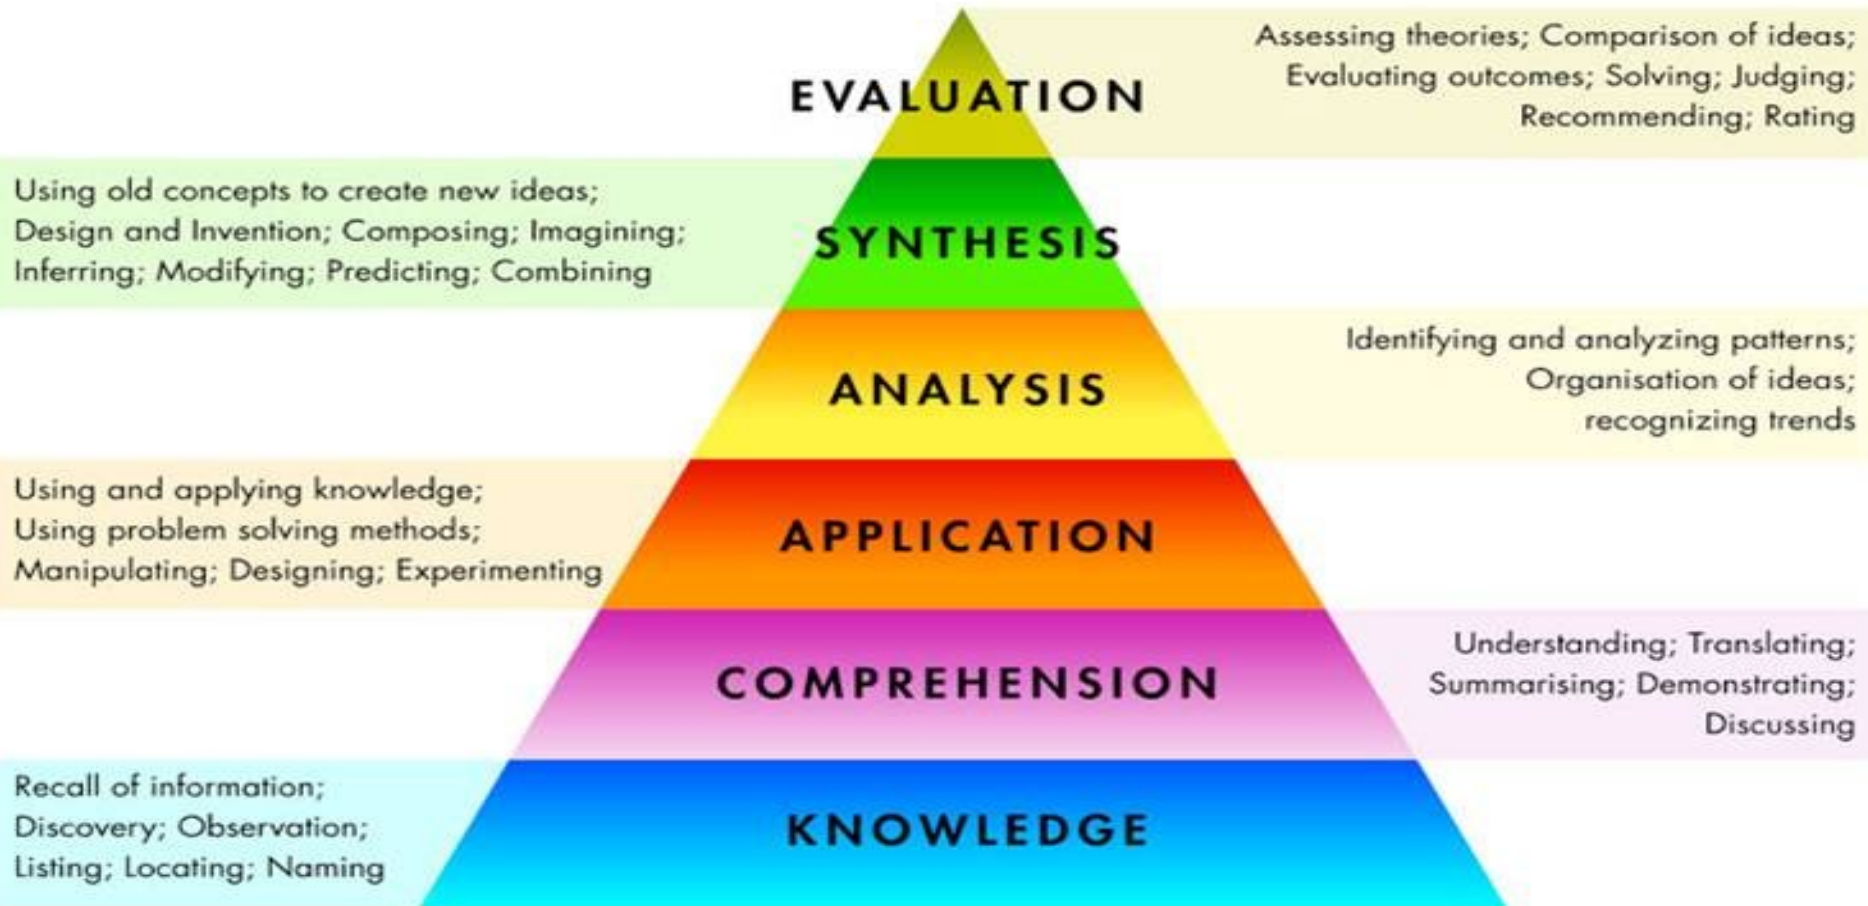 EVALUATION
Assessing theories; Comparison of ideas;
Evaluating outcomes; Solving; Judging;
Recommending; Rating
Using old concepts to create new ideas;
Design and Invention; Composing; Imagining;
Inferring; Modifying; Predicting; Combining
SYNTHESIS
ANALYSIS
Identifying and analyzing patterns;
Organisation of ideas;
recognizing trends
Using and applying knowledge;
Using problem solving methods;
Manipulating; Designing; Experimenting
APPLICATION
COMPREHENSION
Understanding; Translating;
Summarising; Demonstrating;
Discussing
Recall of information;
Discovery; Observation;
Listing; Locating; Naming
KNOWLEDGE